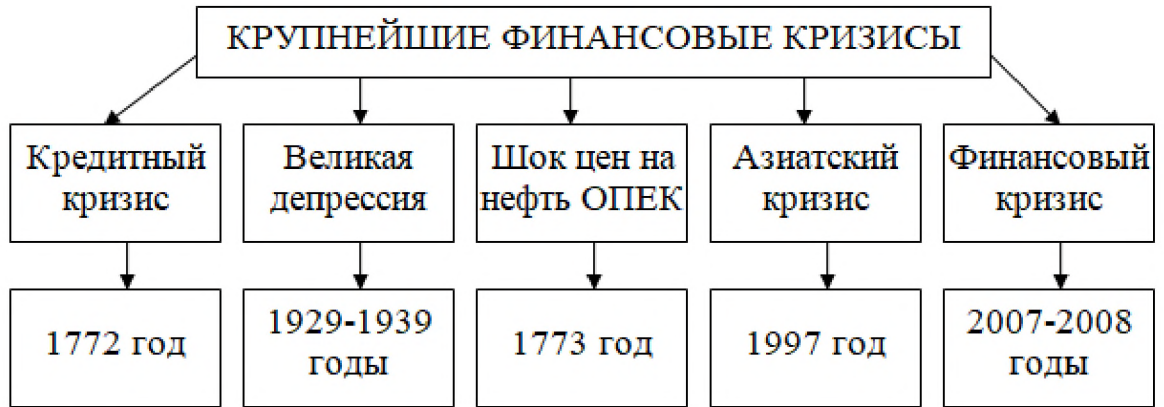 КРУПНЕЙШИЕ ФИНАНСОВЫЕ КРИЗИСЫ
Кредитный
кризис
Великая
депрессия
Шок цен на
нефть ОПЕК
Азиатский
кризис
Финансовый
кризис
1772 год
1929-1939
годы
1773 год
1997 год
2007-2008
годы